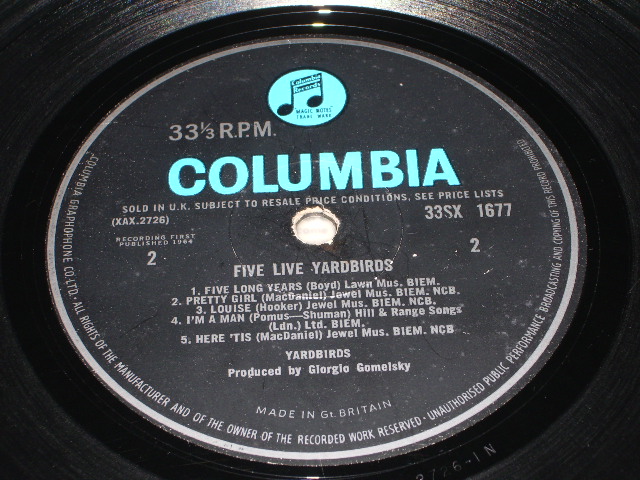 Columbia
Records
MAGIC NOTES
TRADE MARK
33⅓ R.P.M.
COLUMBIA
SOLD IN U.K. SUBJECT TO RESALE PRICE CONDITIONS, SEE PRICE LISTS
(XAX.2726)
33SX 1677
RECORDING FIRST
PUBLISHED 1964
2
2
FIVE LIVE YARDBIRDS
1. FIVE LONG YEARS (Boyd) Lawn Mus. BIEM.
2. PRETTY GIRL (MacDaniel) Jewel Mus. BIEM. NCB.
3. LOUISE (Hooker) Jewel Mus. BIEM. NCB.
4. I'M A MAN (Pomus—Shuman) Hill & Range Songs
(Ldn.) Ltd. BIEM.
5. HERE 'TIS (MacDaniel) Jewel Mus. BIEM. NCB
YARDBIRDS
Produced by Giorgio Gomelsky
MADE IN Gt. BRITAIN
COLUMBIA GRAPHOPHONE CO. LTD. ALL RIGHTS OF THE MANUFACTURER AND OF THE OWNER OF THE RECORDED WORK RESERVED · UNAUTHORISED PUBLIC PERFORMANCE BROADCASTING AND COPYING OF THIS RECORD PROHIBITED